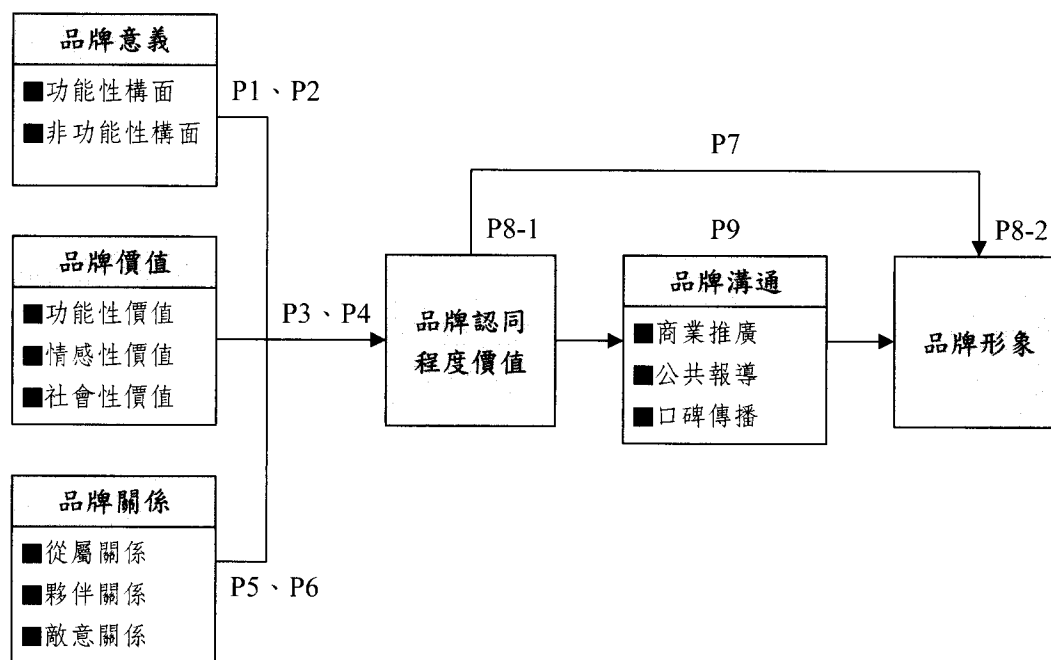 品牌意義
■功能性構面
■非功能性構面
P1、P2
品牌價值
■功能性價值
■情感性價值
■社會性價值
P3、P4
品牌關係
■從屬關係
■夥伴關係
■敵意關係
P5、P6
P7
P8-1
P9
P8-2
品牌認同
程度價值
品牌溝通
■商業推廣
■公共報導
■口碑傳播
品牌形象